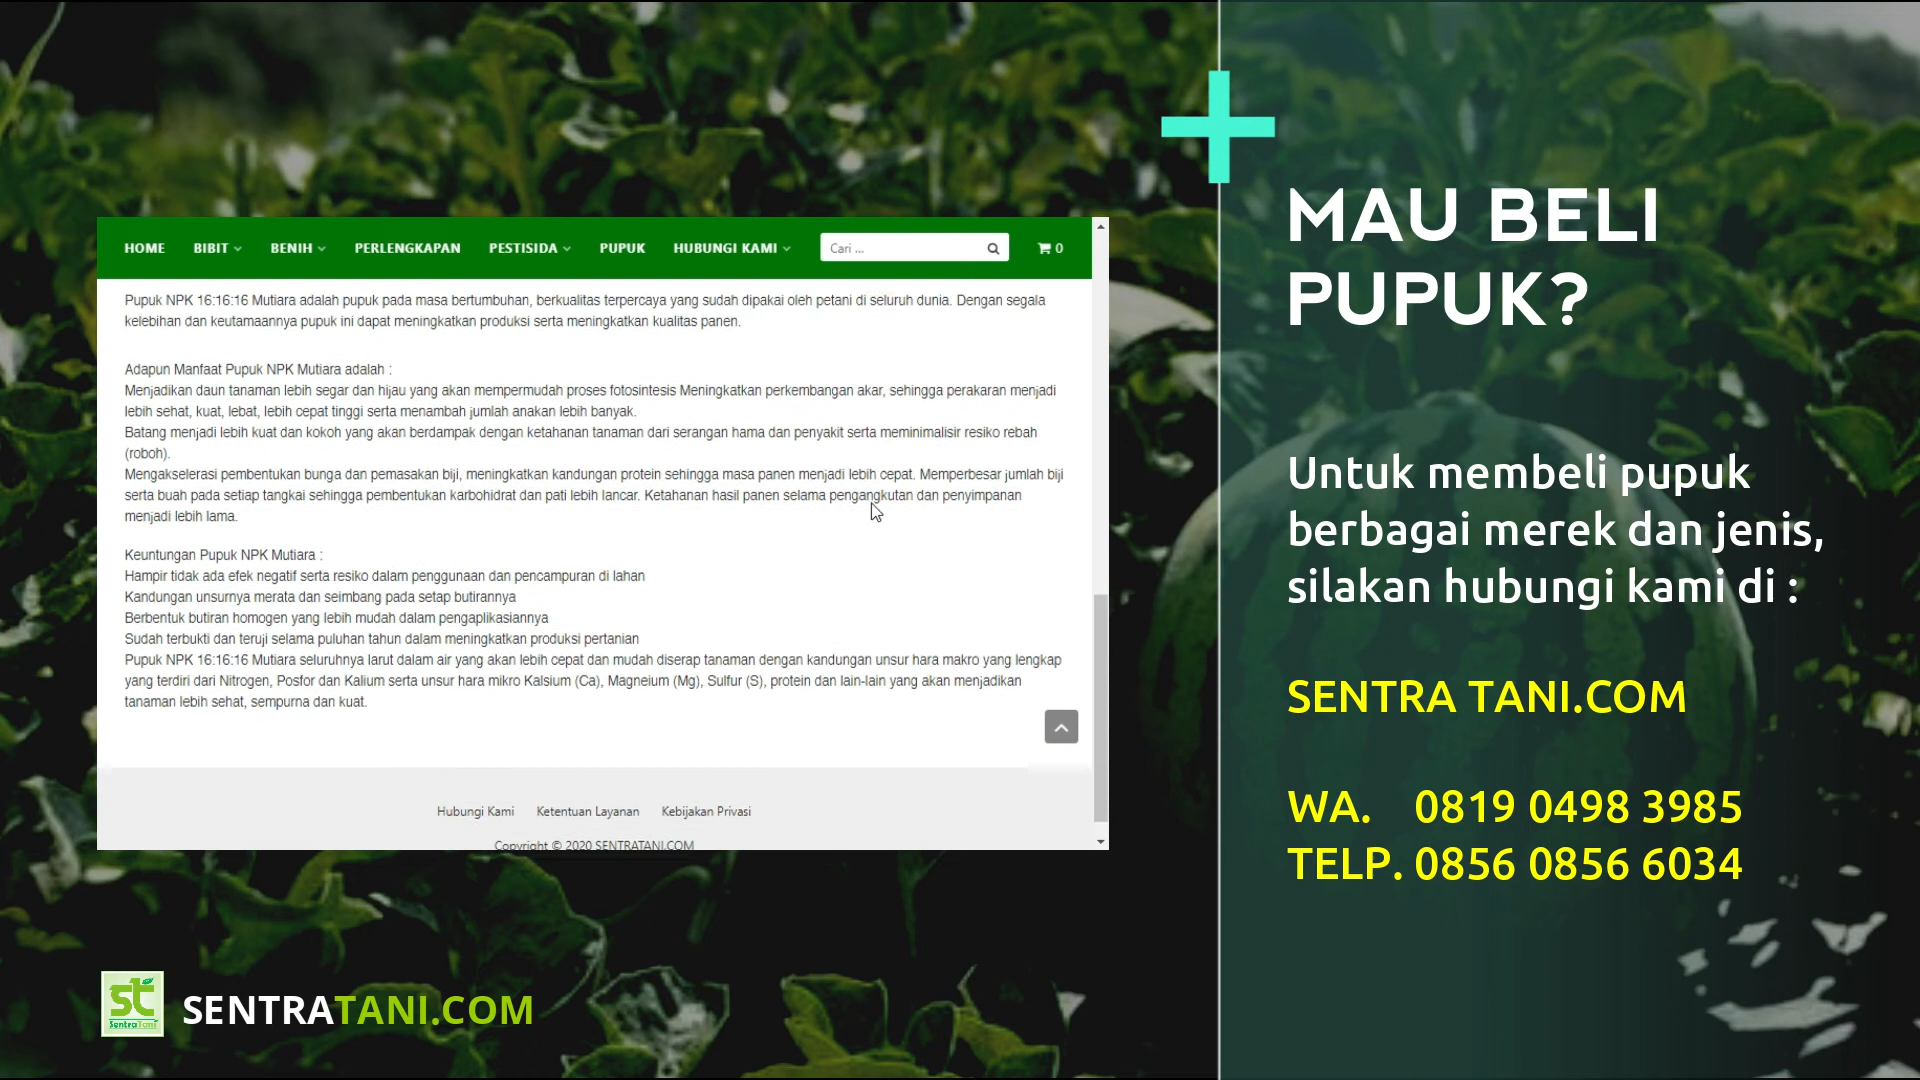 HOME BIBIT BENIH PERLENGKAPAN PESTISIDA PUPUK HUBUNGI KAMI Cari ... 0
Pupuk NPK 16:16:16 Mutiara adalah pupuk pada masa bertumbuhan, berkualitas terpercaya yang sudah dipakai oleh petani di seluruh dunia. Dengan segala
kelebihan dan keutamaannya pupuk ini dapat meningkatkan produksi serta meningkatkan kualitas panen.
Adapun Manfaat Pupuk NPK Mutiara adalah :
Menjadikan daun tanaman lebih segar dan hijau yang akan mempermudah proses fotosintesis Meningkatkan perkembangan akar, sehingga perakaran menjadi
lebih sehat, kuat, lebat, lebih cepat tinggi serta menambah jumlah anakan lebih banyak.
Batang menjadi lebih kuat dan kokoh yang akan berdampak dengan ketahanan tanaman dari serangan hama dan penyakit serta meminimalisir resiko rebah
(roboh).
Mengakselerasi pembentukan bunga dan pemasakan biji, meningkatkan kandungan protein sehingga masa panen menjadi lebih cepat. Memperbesar jumlah biji
serta buah pada setiap tangkai sehingga pembentukan karbohidrat dan pati lebih lancar. Ketahanan hasil panen selama pengangkutan dan penyimpanan
menjadi lebih lama.
Keuntungan Pupuk NPK Mutiara :
Hampir tidak ada efek negatif serta resiko dalam penggunaan dan pencampuran di lahan
Kandungan unsurnya merata dan seimbang pada setap butirannya
Berbentuk butiran homogen yang lebih mudah dalam pengaplikasiannya
Sudah terbukti dan teruji selama puluhan tahun dalam meningkatkan produksi pertanian
Pupuk NPK 16:16:16 Mutiara seluruhnya larut dalam air yang akan lebih cepat dan mudah diserap tanaman dengan kandungan unsur hara makro yang lengkap
yang terdiri dari Nitrogen, Posfor dan Kalium serta unsur hara mikro Kalsium (Ca), Magneium (Mg), Sulfur (S), protein dan lain-lain yang akan menjadikan
tanaman lebih sehat, sempurna dan kuat.
Hubungi Kami Ketentuan Layanan Kebijakan Privasi
Copyright © 2020 SENTRATANI.COM
st
SentraTani
SENTRATANI.COM
MAU BELI
PUPUK?
Untuk membeli pupuk
berbagai merek dan jenis,
silakan hubungi kami di :
SENTRA TANI.COM
WA. 0819 0498 3985
TELP. 0856 0856 6034